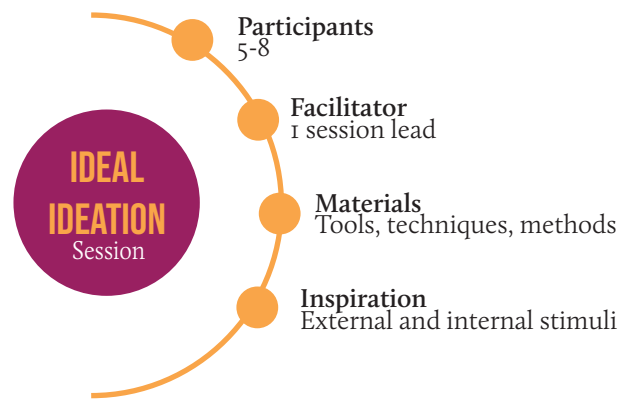 IDEAL
IDEATION
Session
Participants
5-8
Facilitator
1 session lead
Materials
Tools, techniques, methods
Inspiration
External and internal stimuli